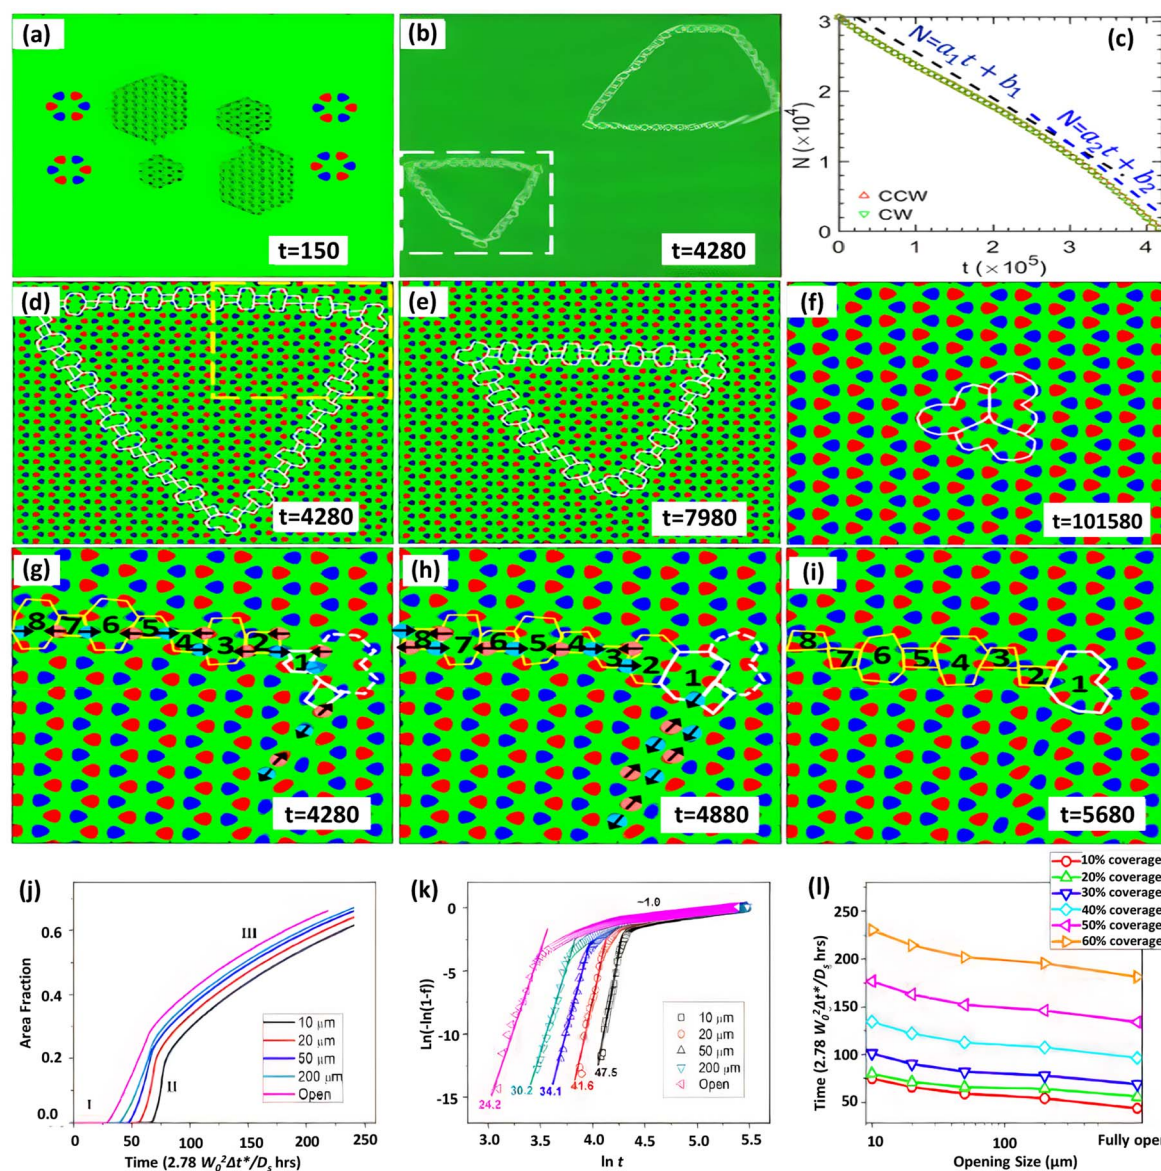 (a)
t=150
(b)
t=4280
(c)
N (×10⁴)
3
2
1
0
N=a₁t + b₁
N=a₂t + b₂
CCW
CW
0 1 2 3 4
t (×10⁵)
(d)
t=4280
(e)
t=7980
(f)
t=101580
(g)
8 7 6 5 4 3 2 1
t=4280
(h)
8 7 6 5 4 3 2 1
t=4880
(i)
8 7 6 5 4 3 2 1
t=5680
(j)
Area Fraction
0.6
0.4
0.2
0.0
I
II
III
10 μm
20 μm
50 μm
200 μm
Open
0 50 100 150 200 250
Time (2.78 W₀²Δt*/Dₛ hrs)
(k)
Ln(-ln(1-f))
0
-5
-10
-15
~1.0
10 μm
20 μm
50 μm
200 μm
Open
24.2
30.2
34.1
41.6
47.5
3.0 3.5 4.0 4.5 5.0 5.5
ln t
(l)
10% coverage
20% coverage
30% coverage
40% coverage
50% coverage
60% coverage
Time (2.78 W₀²Δt*/Dₛ hrs)
250
200
150
100
50
10 100 Fully open
Opening Size (μm)